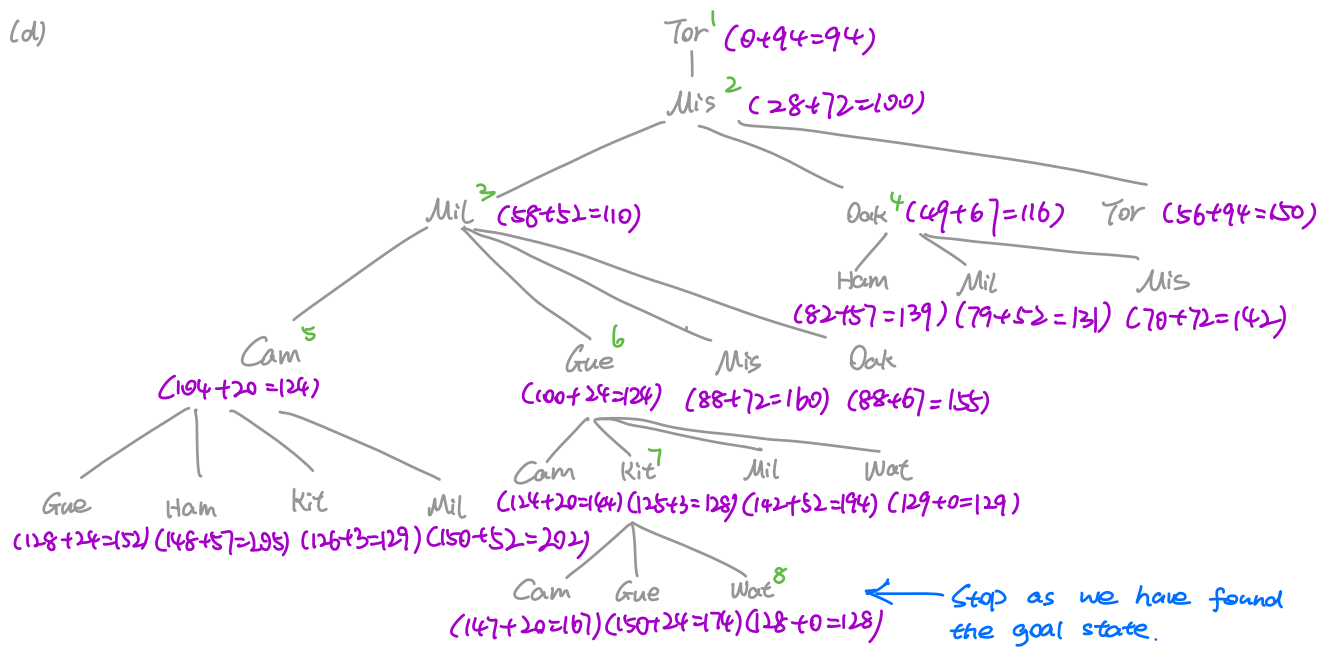 (d)
Tor 1 (0+94=94)
Mis 2 (28+72=100)
Mil 3 (58+52=110) Oak 4 (49+67=116) Tor (56+94=150)
Ham Mil Mis
(82+57=139) (79+52=131) (70+72=142)
Cam 5 Gue 6 Mis Oak
(104+20=124) (100+24=124) (88+72=160) (88+67=155)
Cam Kit 7 Mil Wat
(124+20=144) (125+3=128) (142+52=194) (129+0=129)
Gue Ham Kit Mil
(128+24=152) (148+57=205) (126+3=129) (150+52=202)
Cam Gue Wat 8
(147+20=167) (150+24=174) (128+0=128)
Stop as we have found
the goal state.